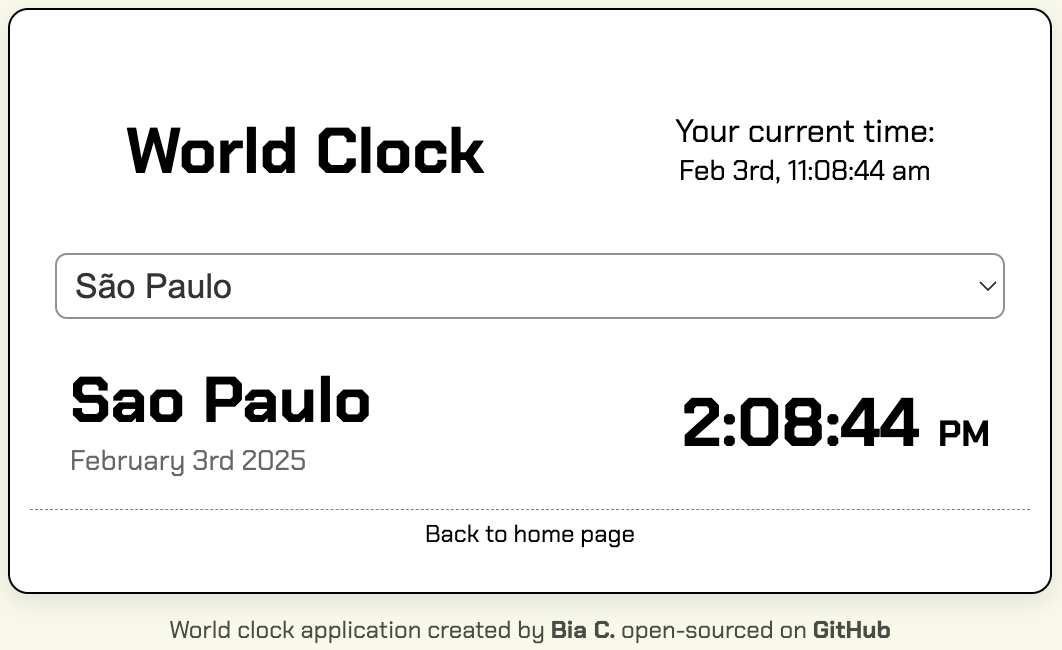 World Clock
Your current time:
Feb 3rd, 11:08:44 am
São Paulo
Sao Paulo
February 3rd 2025
2:08:44 PM
Back to home page
World clock application created by Bia C. open-sourced on GitHub